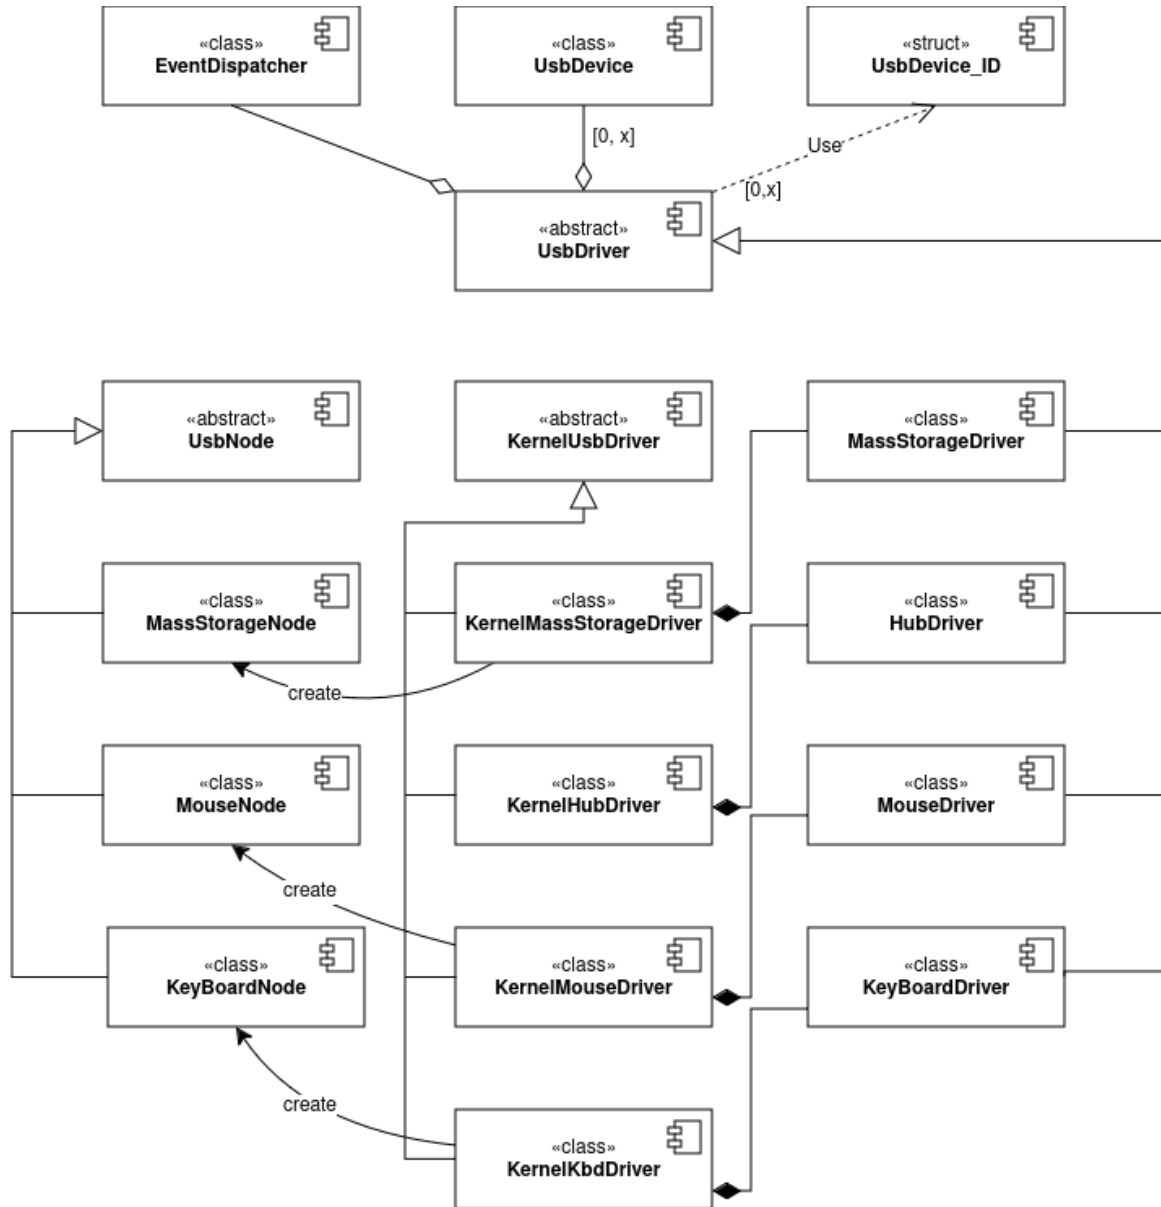 «class»
EventDispatcher
«class»
UsbDevice
«struct»
UsbDevice_ID
[0, x]
Use
[0,x]
«abstract»
UsbDriver
«abstract»
UsbNode
«abstract»
KernelUsbDriver
«class»
MassStorageDriver
«class»
MassStorageNode
«class»
KernelMassStorageDriver
«class»
HubDriver
create
«class»
MouseNode
«class»
KernelHubDriver
«class»
MouseDriver
create
«class»
KeyBoardNode
«class»
KernelMouseDriver
«class»
KeyBoardDriver
create
«class»
KernelKbdDriver